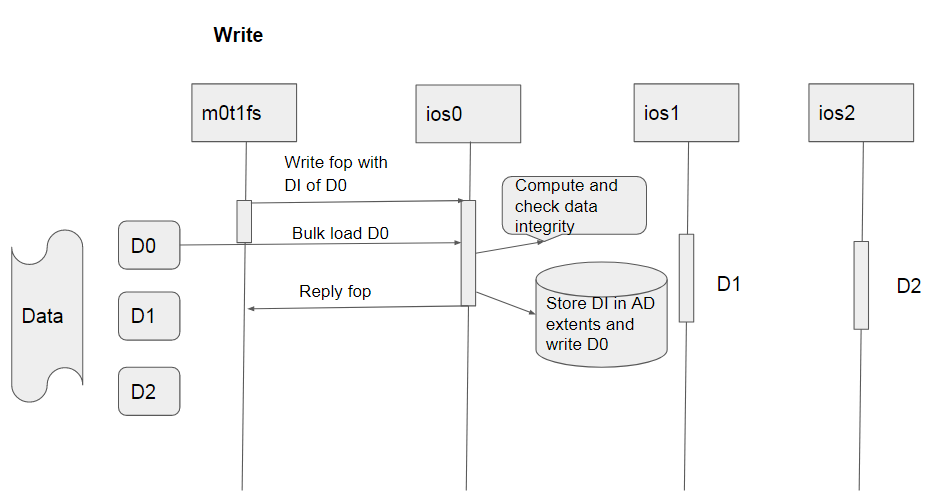 Write
m0t1fs
ios0
ios1
ios2
Write fop with
DI of D0
Compute and
check data
integrity
Bulk load D0
D0
Reply fop
Store DI in AD
extents and
write D0
D1
D2
Data
D1
D2